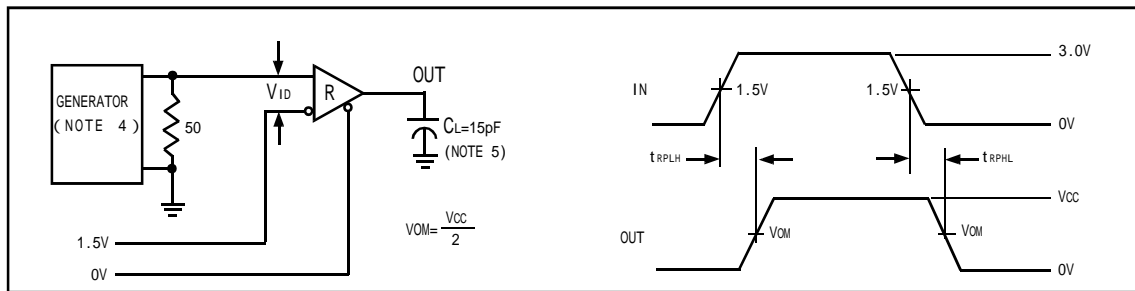 GENERATOR
(NOTE 4)
50
VID
R
OUT
CL=15pF
(NOTE 5)
1.5V
0V
VOM=VCC/2
IN
1.5V
1.5V
3.0V
0V
tRPLH
tRPHL
OUT
VOM
VOM
VCC
0V